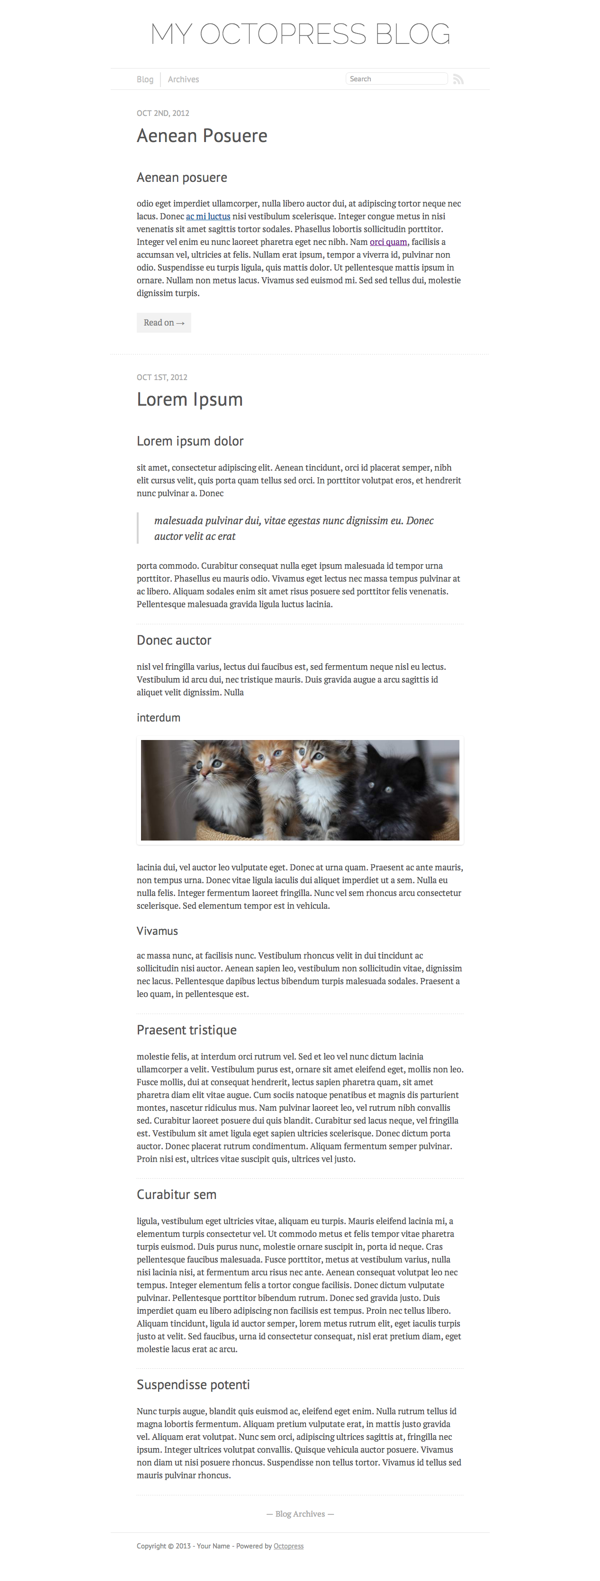 MY OCTOPRESS BLOG
Blog
Archives
Search
OCT 2ND, 2012
Aenean Posuere
Aenean posuere
odio eget imperdiet ullamcorper, nulla libero auctor dui, at adipiscing tortor neque nec
lacus. Donec ac mi luctus nisi vestibulum scelerisque. Integer congue metus in nisi
venenatis sit amet sagittis tortor sodales. Phasellus lobortis sollicitudin porttitor.
Integer vel enim eu nunc laoreet pharetra eget nec nibh. Nam orci quam, facilisis a
accumsan vel, ultricies at felis. Nullam erat ipsum, tempor a viverra id, pulvinar non
odio. Suspendisse eu turpis ligula, quis mattis dolor. Ut pellentesque mattis ipsum in
ornare. Nullam non metus lacus. Vivamus sed euismod mi. Sed sed tellus dui, molestie
dignissim turpis.
Read on →
OCT 1ST, 2012
Lorem Ipsum
Lorem ipsum dolor
sit amet, consectetur adipiscing elit. Aenean tincidunt, orci id placerat semper, nibh
elit cursus velit, quis porta quam tellus sed orci. In porttitor volutpat eros, et hendrerit
nunc pulvinar a. Donec
malesuada pulvinar dui, vitae egestas nunc dignissim eu. Donec
auctor velit ac erat
porta commodo. Curabitur consequat nulla eget ipsum malesuada id tempor urna
porttitor. Phasellus eu mauris odio. Vivamus eget lectus nec massa tempus pulvinar at
ac libero. Aliquam sodales enim sit amet risus posuere sed porttitor felis venenatis.
Pellentesque malesuada gravida ligula luctus lacinia.
Donec auctor
nisl vel fringilla varius, lectus dui faucibus est, sed fermentum neque nisl eu lectus.
Vestibulum id arcu dui, nec tristique mauris. Duis gravida augue a arcu sagittis id
aliquet velit dignissim. Nulla
interdum
lacinia dui, vel auctor leo vulputate eget. Donec at urna quam. Praesent ac ante mauris,
non tempus urna. Donec vitae ligula iaculis dui aliquet imperdiet ut a sem. Nulla eu
nulla felis. Integer fermentum laoreet fringilla. Nunc vel sem rhoncus arcu consectetur
scelerisque. Sed elementum tempor est in vehicula.
Vivamus
ac massa nunc, at facilisis nunc. Vestibulum rhoncus velit in dui tincidunt ac
sollicitudin nisi auctor. Aenean sapien leo, vestibulum non sollicitudin vitae, dignissim
nec lacus. Pellentesque dapibus lectus bibendum turpis malesuada sodales. Praesent a
leo quam, in pellentesque est.
Praesent tristique
molestie felis, at interdum orci rutrum vel. Sed et leo vel nunc dictum lacinia
ullamcorper a velit. Vestibulum purus est, ornare sit amet eleifend eget, mollis non leo.
Fusce mollis, dui at consequat hendrerit, lectus sapien pharetra quam, sit amet
pharetra diam elit vitae augue. Cum sociis natoque penatibus et magnis dis parturient
montes, nascetur ridiculus mus. Nam pulvinar laoreet leo, vel rutrum nibh convallis
sed. Curabitur laoreet posuere dui quis blandit. Curabitur sed lacus neque, vel fringilla
est. Vestibulum sit amet ligula eget sapien ultricies scelerisque. Donec dictum porta
auctor. Donec placerat rutrum condimentum. Aliquam fermentum semper pulvinar.
Proin nisi est, ultrices vitae suscipit quis, ultrices vel justo.
Curabitur sem
ligula, vestibulum eget ultricies vitae, aliquam eu turpis. Mauris eleifend lacinia mi, a
elementum turpis consectetur vel. Ut commodo metus et felis tempor vitae pharetra
turpis euismod. Duis purus nunc, molestie ornare suscipit in, porta id neque. Cras
pellentesque faucibus malesuada. Fusce porttitor, metus at vestibulum varius, nulla
nisi lacinia nisi, at fermentum arcu risus nec ante. Aenean consequat volutpat leo nec
tempus. Integer elementum felis a tortor congue facilisis. Donec dictum vulputate
pulvinar. Pellentesque porttitor bibendum rutrum. Donec sed gravida justo. Duis
imperdiet quam eu libero adipiscing non facilisis est tempus. Proin nec tellus libero.
Aliquam tincidunt, ligula id auctor semper, lorem metus rutrum elit, eget iaculis turpis
justo at velit. Sed faucibus, urna id consectetur consequat, nisl erat pretium diam, eget
molestie lacus erat ac arcu.
Suspendisse potenti
Nunc turpis augue, blandit quis euismod ac, eleifend eget enim. Nulla rutrum tellus id
magna lobortis fermentum. Aliquam pretium vulputate erat, in mattis justo gravida
vel. Aliquam erat volutpat. Nunc sem orci, adipiscing ultrices sagittis at, fringilla nec
ipsum. Integer ultrices volutpat convallis. Quisque vehicula auctor posuere. Vivamus
non diam ut nisi posuere rhoncus. Suspendisse non tellus tortor. Vivamus id tellus sed
mauris pulvinar rhoncus.
— Blog Archives —
Copyright © 2013 - Your Name - Powered by Octopress